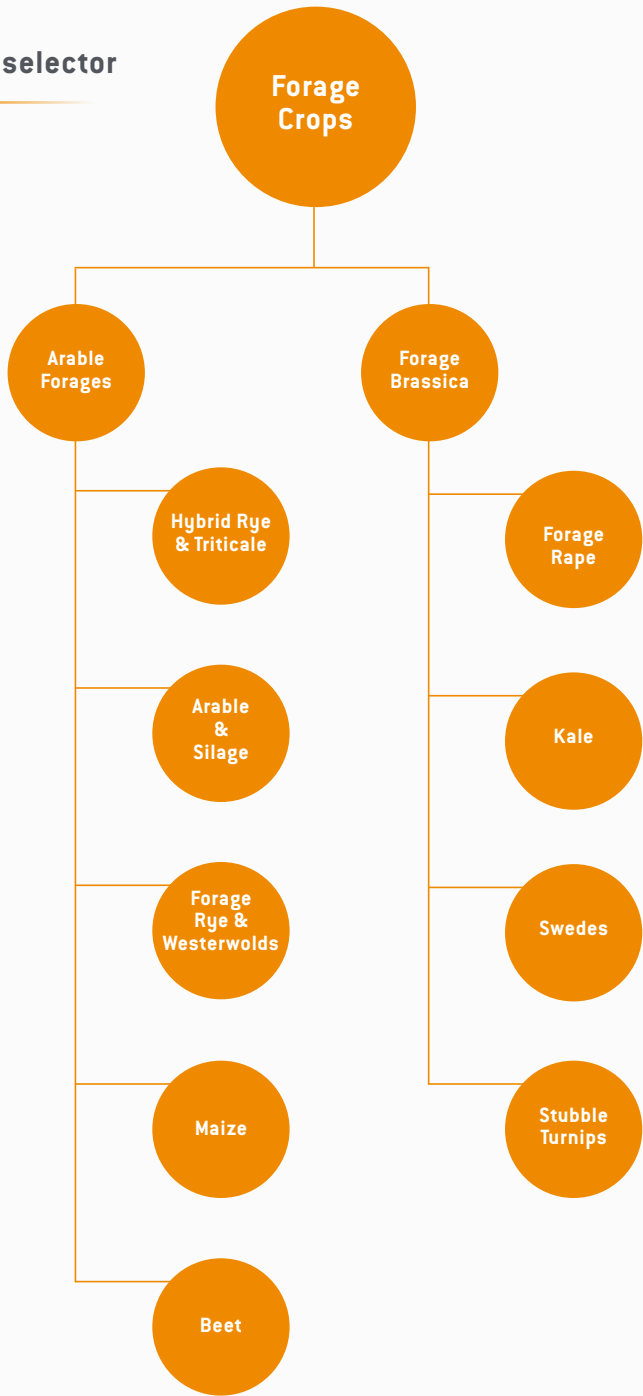 selector
Forage
Crops
Arable
Forages
Forage
Brassica
Hybrid Rye
& Triticale
Forage
Rape
Arable
&
Silage
Kale
Forage
Rye &
Westerwolds
Swedes
Maize
Stubble
Turnips
Beet